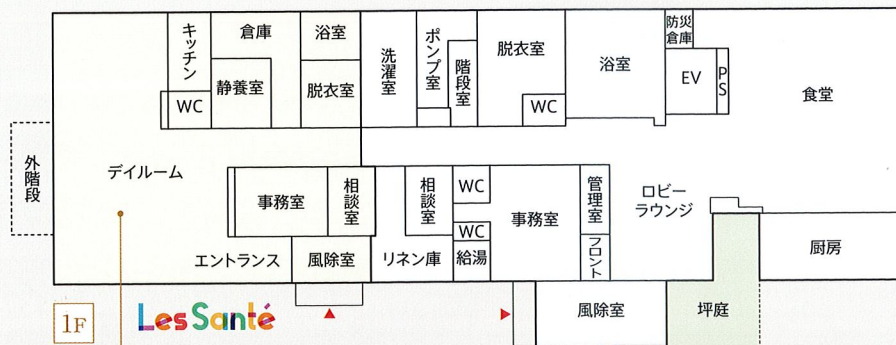 キッチン
倉庫
浴室
洗濯室
ポンプ室
階段室
脱衣室
浴室
防災
倉庫
静養室
脱衣室
EV
PS
食堂
WC
WC
外階段
デイルーム
事務室
相談室
相談室
WC
事務室
管理室
ロビー
ラウンジ
WC
エントランス
風除室
リネン庫
給湯
フロント
厨房
1F
Les Santé
風除室
坪庭